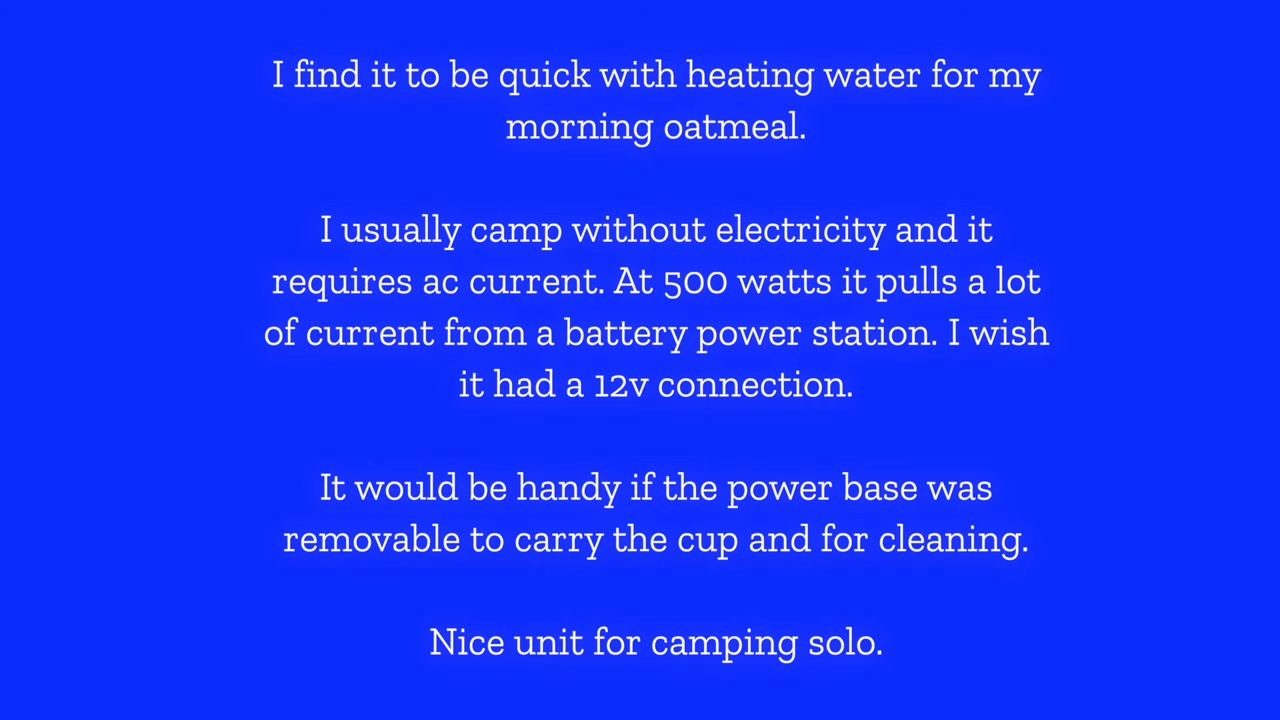 I find it to be quick with heating water for my
morning oatmeal.
I usually camp without electricity and it
requires ac current. At 500 watts it pulls a lot
of current from a battery power station. I wish
it had a 12v connection.
It would be handy if the power base was
removable to carry the cup and for cleaning.
Nice unit for camping solo.